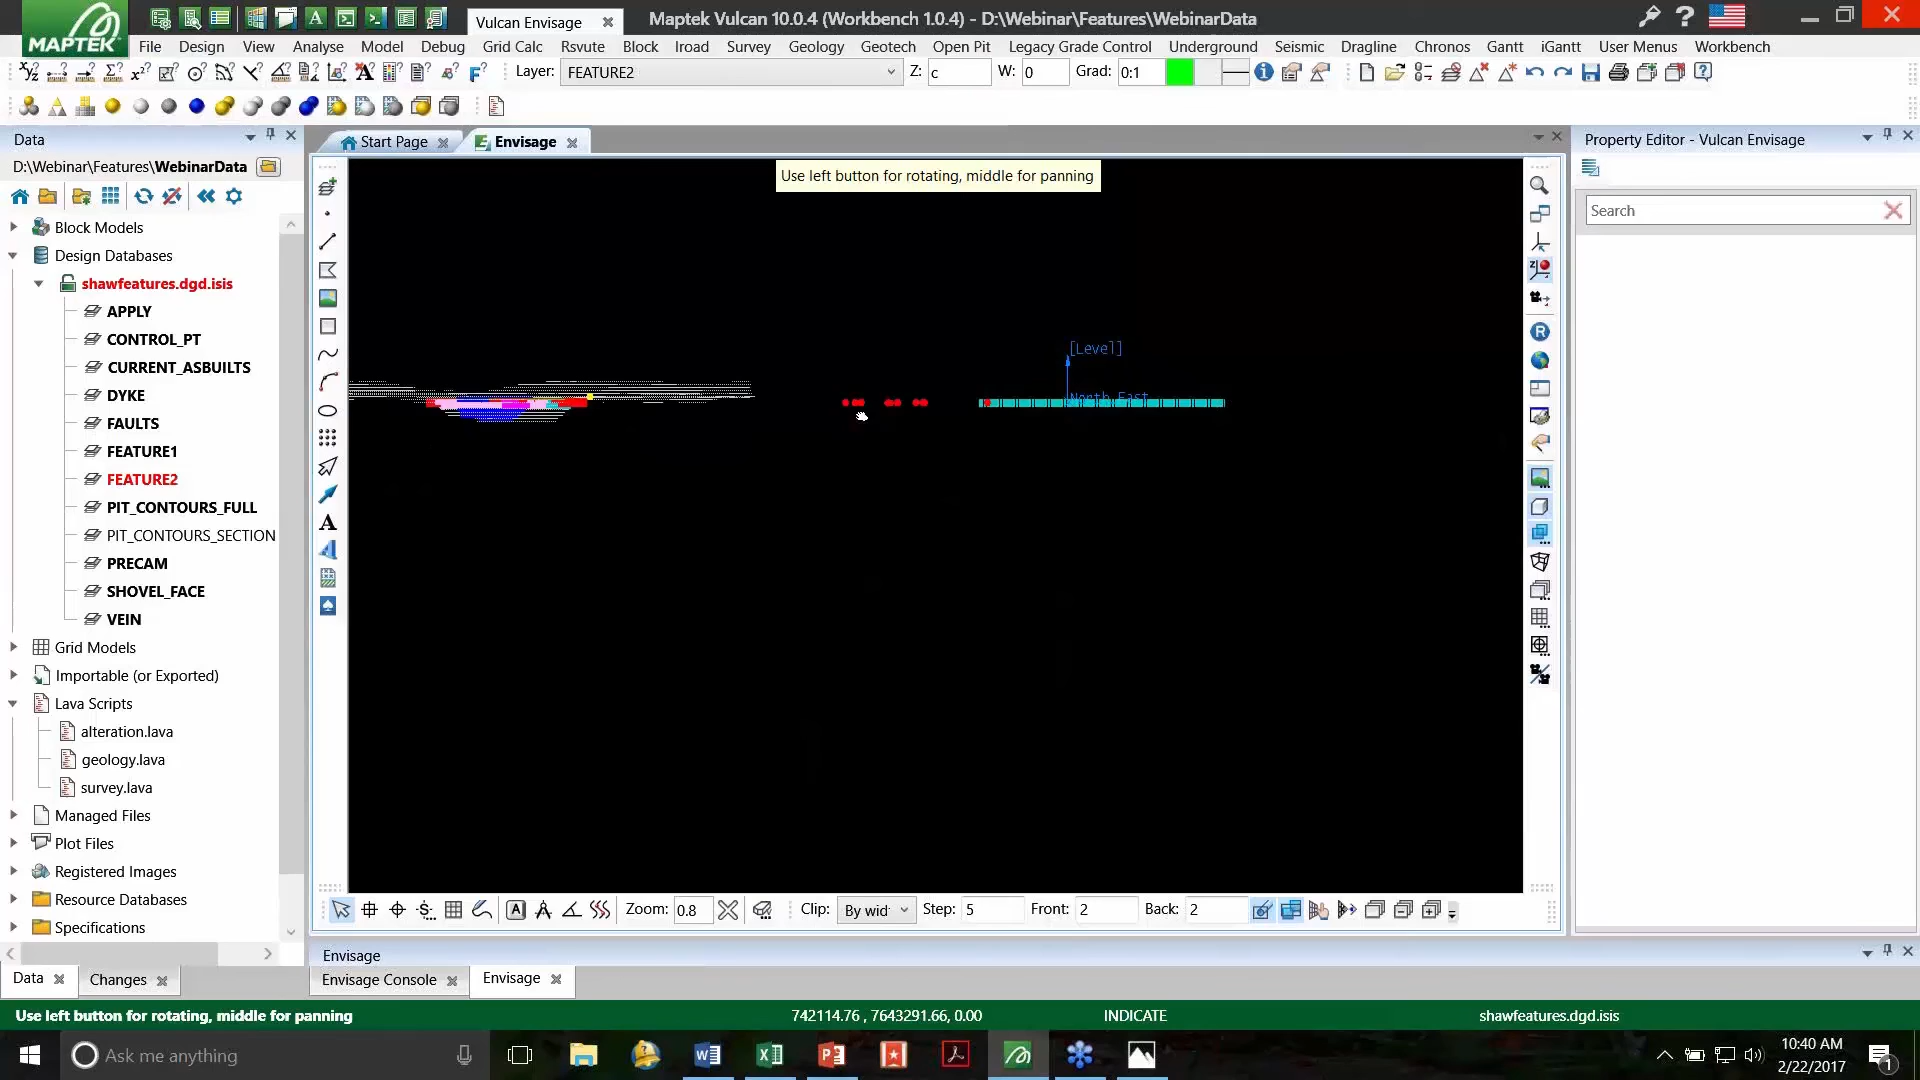 MAPTEK
Vulcan Envisage
Maptek Vulcan 10.0.4 (Workbench 1.0.4) - D:\Webinar\Features\WebinarData
File Design View Analyse Model Debug Grid Calc Rsvute Block Iroad Survey Geology Geotech Open Pit Legacy Grade Control Underground Seismic Dragline Chronos Gantt iGantt User Menus Workbench
Layer: FEATURE2 Z: c W: 0 Grad: 0:1
Data
D:\Webinar\Features\WebinarData
Block Models
Design Databases
shawfeatures.dgd.isis
APPLY
CONTROL_PT
CURRENT_ASBUILTS
DYKE
FAULTS
FEATURE1
FEATURE2
PIT_CONTOURS_FULL
PIT_CONTOURS_SECTION
PRECAM
SHOVEL_FACE
VEIN
Grid Models
Importable (or Exported)
Lava Scripts
alteration.lava
geology.lava
survey.lava
Managed Files
Plot Files
Registered Images
Resource Databases
Specifications
Data Changes
Start Page Envisage
Use left button for rotating, middle for panning
[Level]
North East
Property Editor - Vulcan Envisage
Search
Zoom: 0.8 Clip: By wid Step: 5 Front: 2 Back: 2
Envisage
Envisage Console Envisage
Use left button for rotating, middle for panning 742114.76 , 7643291.66, 0.00 INDICATE shawfeatures.dgd.isis
Ask me anything
10:40 AM
2/22/2017
1